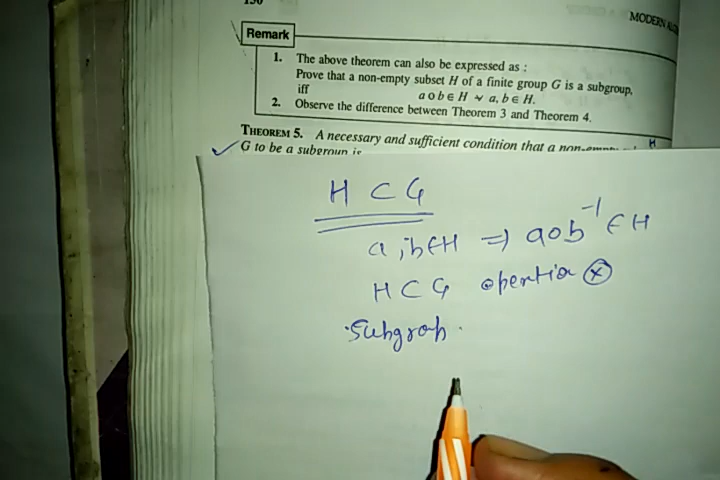 130
MODERN
Remark
1. The above theorem can also be expressed as :
Prove that a non-empty subset H of a finite group G is a subgroup,
iff a o b ∈ H ∀ a, b ∈ H.
2. Observe the difference between Theorem 3 and Theorem 4.
THEOREM 5. A necessary and sufficient condition that a non-empty H
G to be a subgroup is
H ⊂ G
a, b ∈ H ⇒ a o b⁻¹ ∈ H
H ⊂ G opertion ⊗
Subgroph